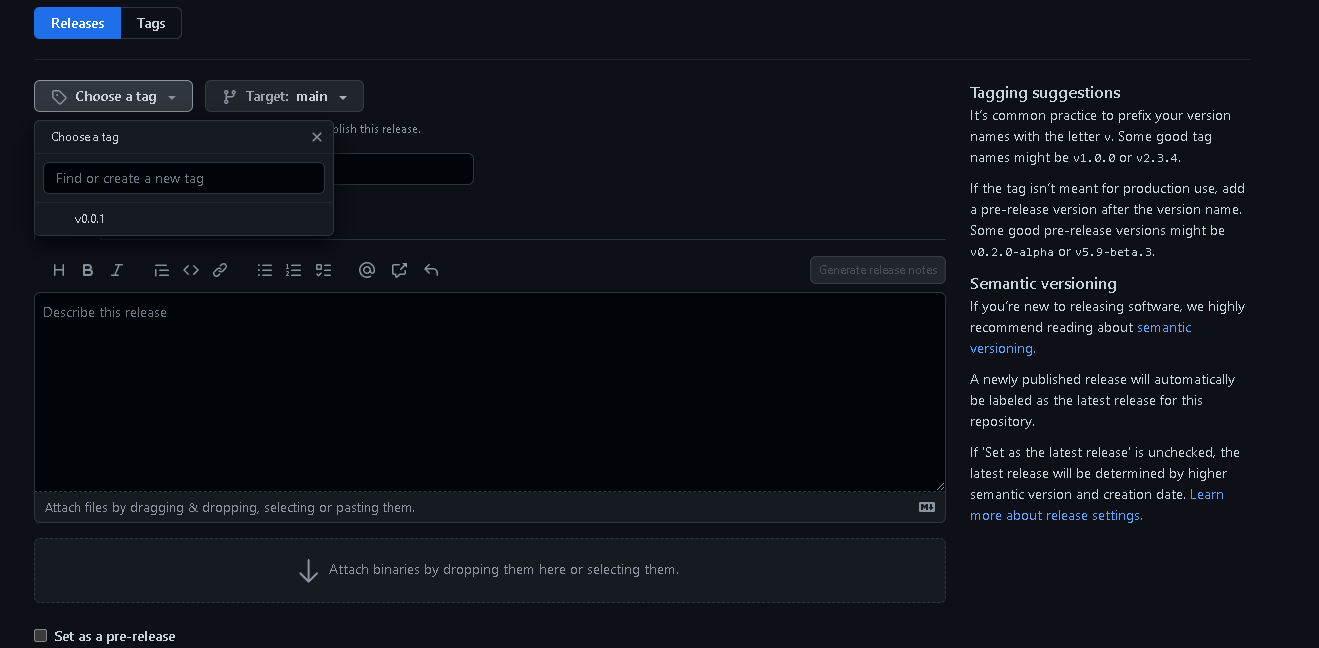 Releases
Tags
Choose a tag
Target: main
Choose a tag
blish this release.
Find or create a new tag
v0.0.1
Generate release notes
Describe this release
Attach files by dragging & dropping, selecting or pasting them.
Attach binaries by dropping them here or selecting them.
Set as a pre-release
Tagging suggestions
It's common practice to prefix your version
names with the letter v. Some good tag
names might be v1.0.0 or v2.3.4.
If the tag isn't meant for production use, add
a pre-release version after the version name.
Some good pre-release versions might be
v0.2.0-alpha or v5.9-beta.3.
Semantic versioning
If you're new to releasing software, we highly
recommend reading about semantic
versioning.
A newly published release will automatically
be labeled as the latest release for this
repository.
If 'Set as the latest release' is unchecked, the
latest release will be determined by higher
semantic version and creation date. Learn
more about release settings.